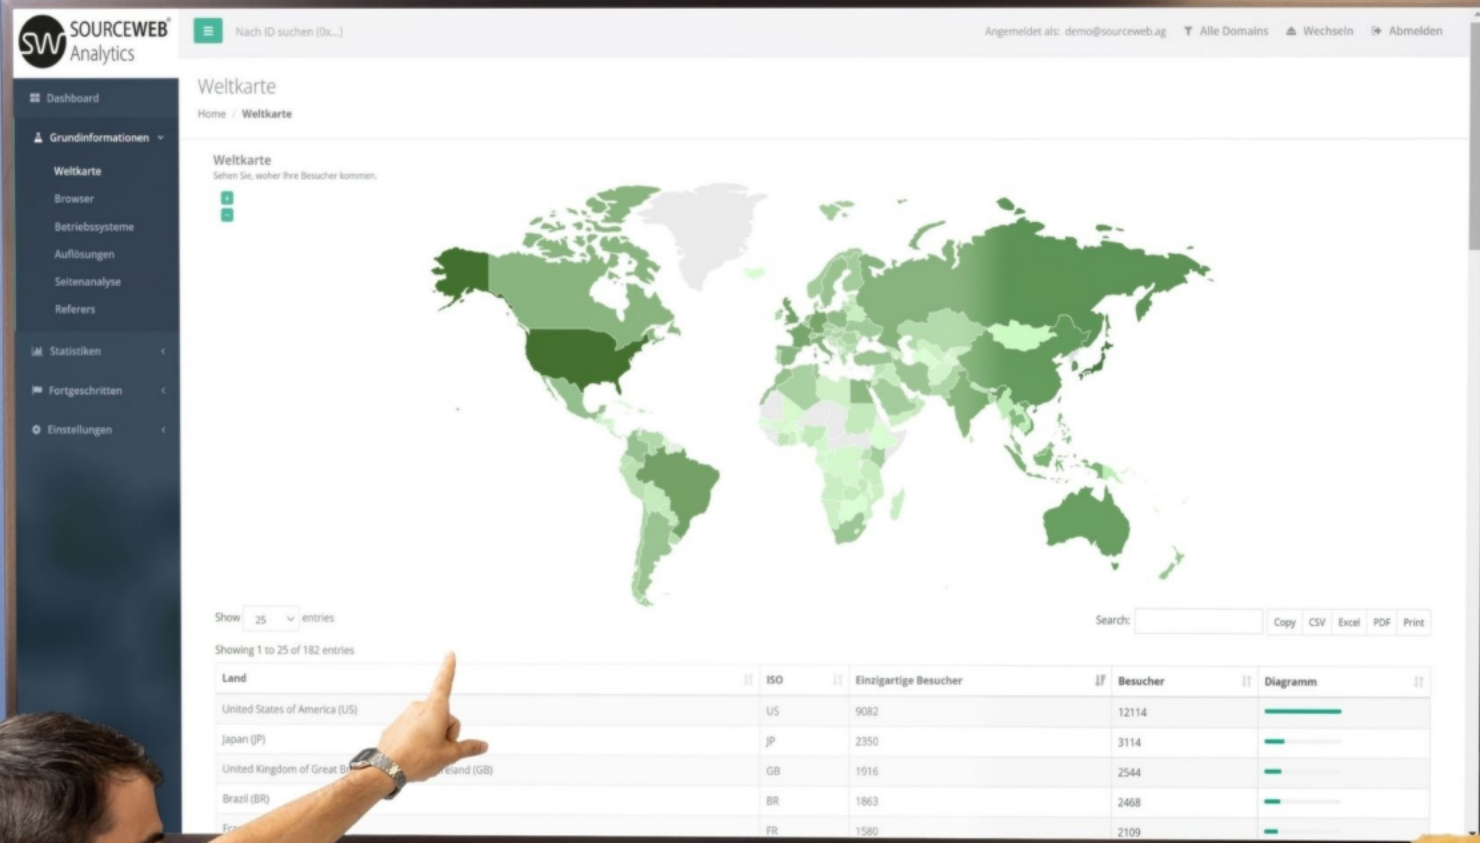 SOURCEWEB®
Analytics
SW
Nach ID suchen (0x...)
Angemeldet als: demo@sourceweb.ag Alle Domains Wechseln Abmelden
Dashboard
Grundinformationen
Weltkarte
Browser
Betriebssysteme
Auflösungen
Seitenanalyse
Referers
Statistiken
Fortgeschritten
Einstellungen
Weltkarte
Home / Weltkarte
Weltkarte
Sehen Sie, woher Ihre Besucher kommen.
+
-
Show 25 entries
Search: Copy CSV Excel PDF Print
Showing 1 to 25 of 182 entries
Land ISO Einzigartige Besucher Besucher Diagramm
United States of America (US) US 9082 12114
Japan (JP) JP 2350 3114
United Kingdom of Great (GB) GB 1916 2544
Brazil (BR) BR 1863 2468
FR 1580 2109